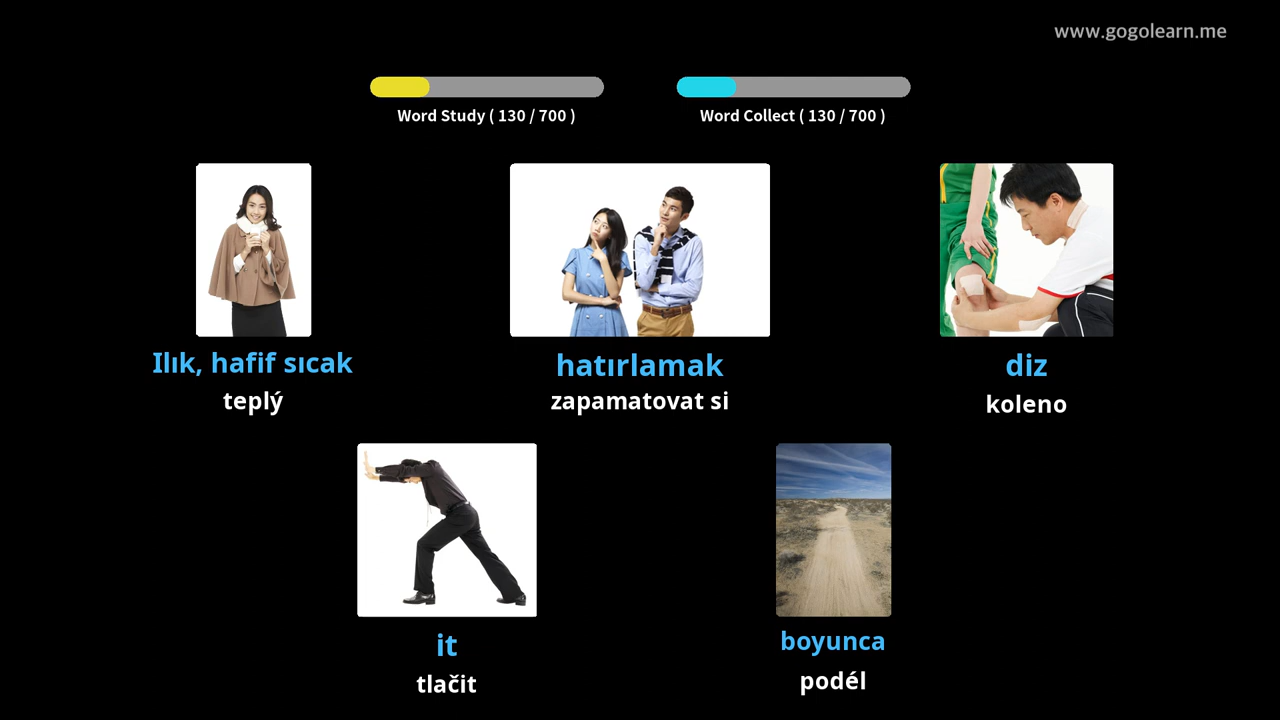 www.gogolearn.me
Word Study ( 130 / 700 )
Word Collect ( 130 / 700 )
Ilık, hafif sıcak
teplý
hatırlamak
zapamatovat si
diz
koleno
it
tlačit
boyunca
podél